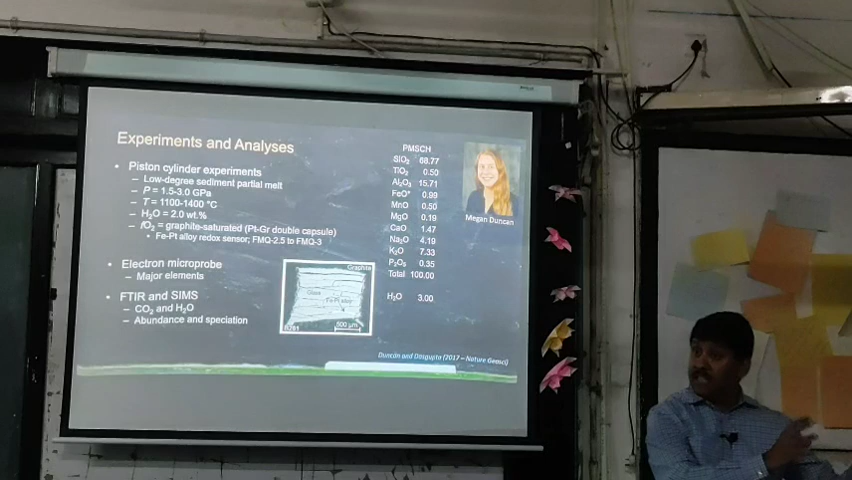 Experiments and Analyses
• Piston cylinder experiments
– Low-degree sediment partial melt
– P = 1.5-3.0 GPa
– T = 1100-1400 °C
– H₂O = 2.0 wt.%
– fO₂ = graphite-saturated (Pt-Gr double capsule)
• Fe-Pt alloy redox sensor; FMQ-2.5 to FMQ-3
• Electron microprobe
– Major elements
• FTIR and SIMS
– CO₂ and H₂O
– Abundance and speciation
Graphite
Glass
Fe-Pt alloy
B281
500 µm
PMSCH
SiO₂ 68.77
TiO₂ 0.50
Al₂O₃ 15.71
FeO* 0.99
MnO 0.50
MgO 0.19
CaO 1.47
Na₂O 4.19
K₂O 7.33
P₂O₅ 0.35
Total 100.00
H₂O 3.00
Megan Duncan
Duncan and Dasgupta (2017 – Nature Geosci)